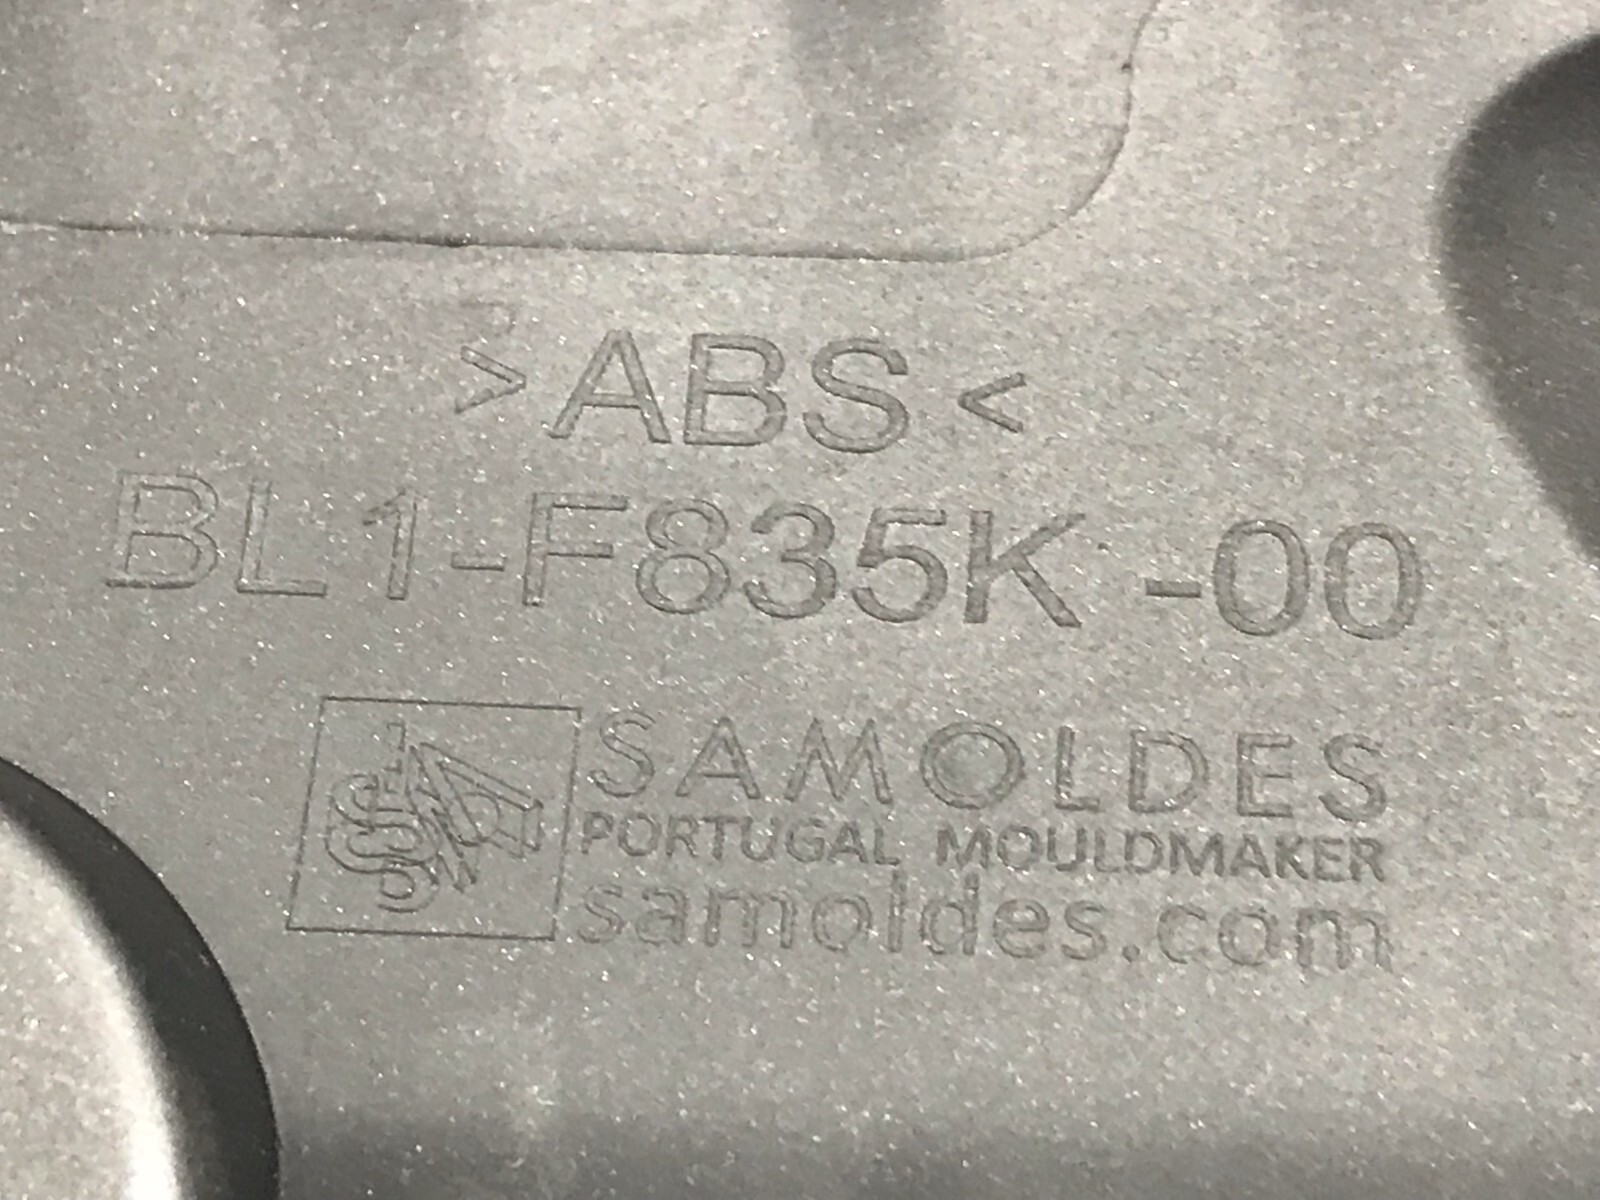 >ABS<
BL1-F835K-00
SAMOLDES
PORTUGAL MOULDMAKER
samoldes.com